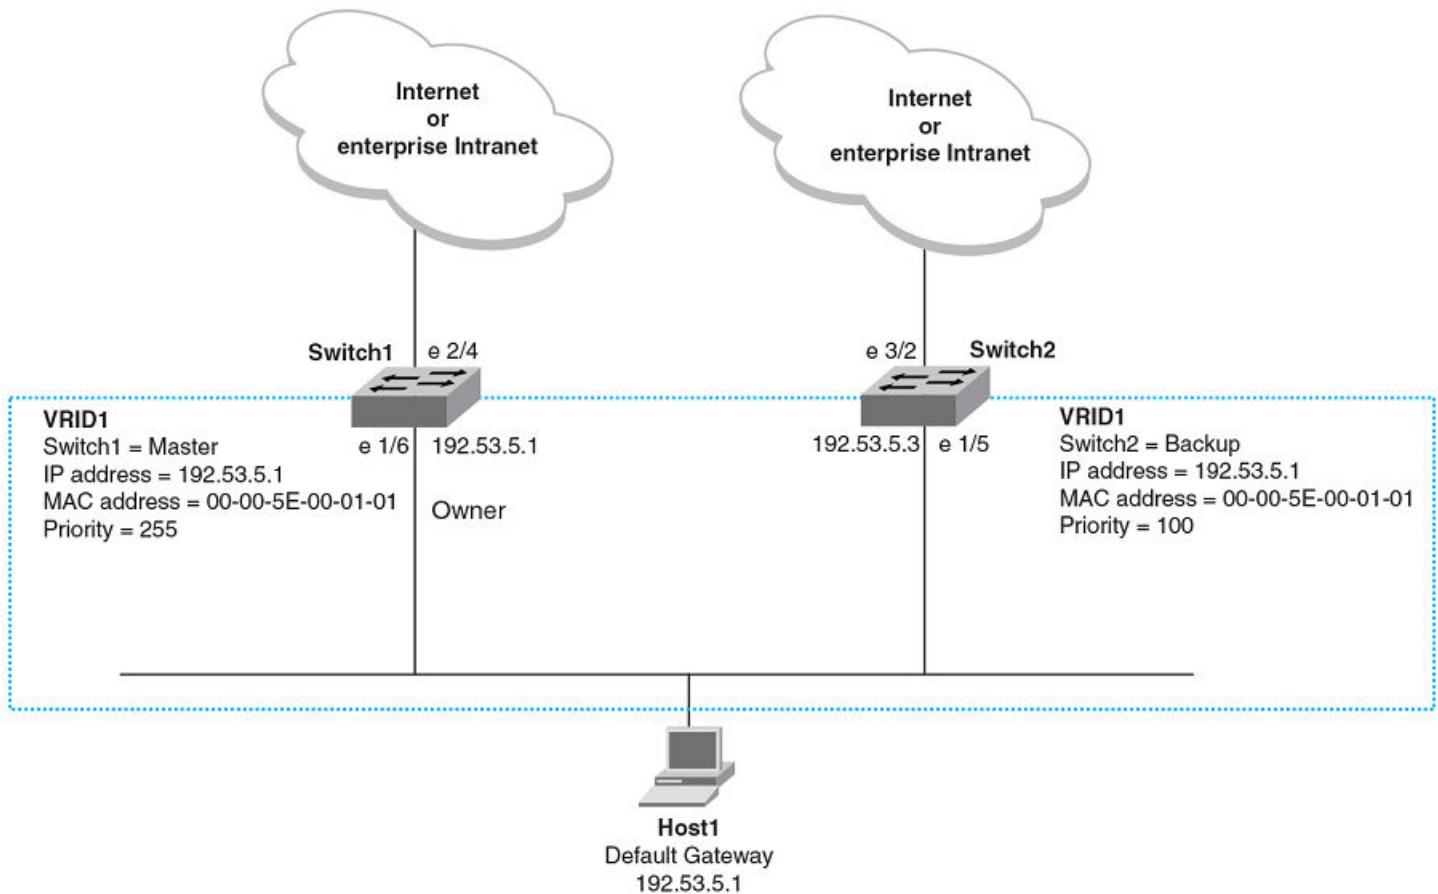 Internet
or
enterprise Intranet
Internet
or
enterprise Intranet
Switch1
e 2/4
e 3/2
Switch2
VRID1
Switch1 = Master
IP address = 192.53.5.1
MAC address = 00-00-5E-00-01-01
Priority = 255
e 1/6
192.53.5.1
Owner
192.53.5.3
e 1/5
VRID1
Switch2 = Backup
IP address = 192.53.5.1
MAC address = 00-00-5E-00-01-01
Priority = 100
Host1
Default Gateway
192.53.5.1